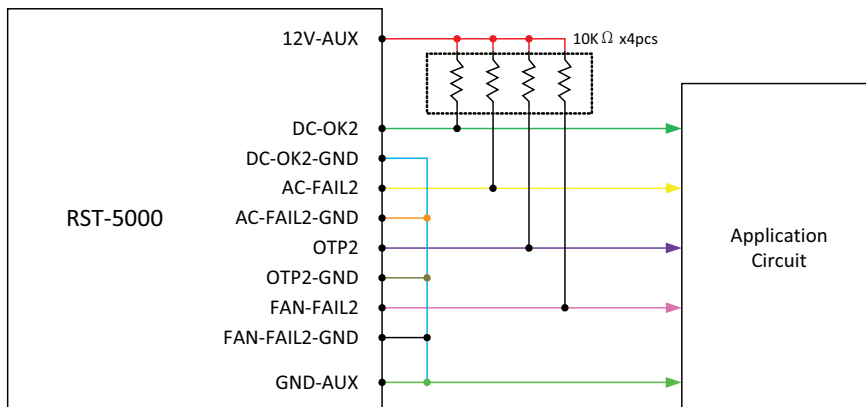 12V-AUX
10KΩ x4pcs
DC-OK2
DC-OK2-GND
AC-FAIL2
RST-5000
AC-FAIL2-GND
OTP2
OTP2-GND
FAN-FAIL2
FAN-FAIL2-GND
GND-AUX
Application
Circuit